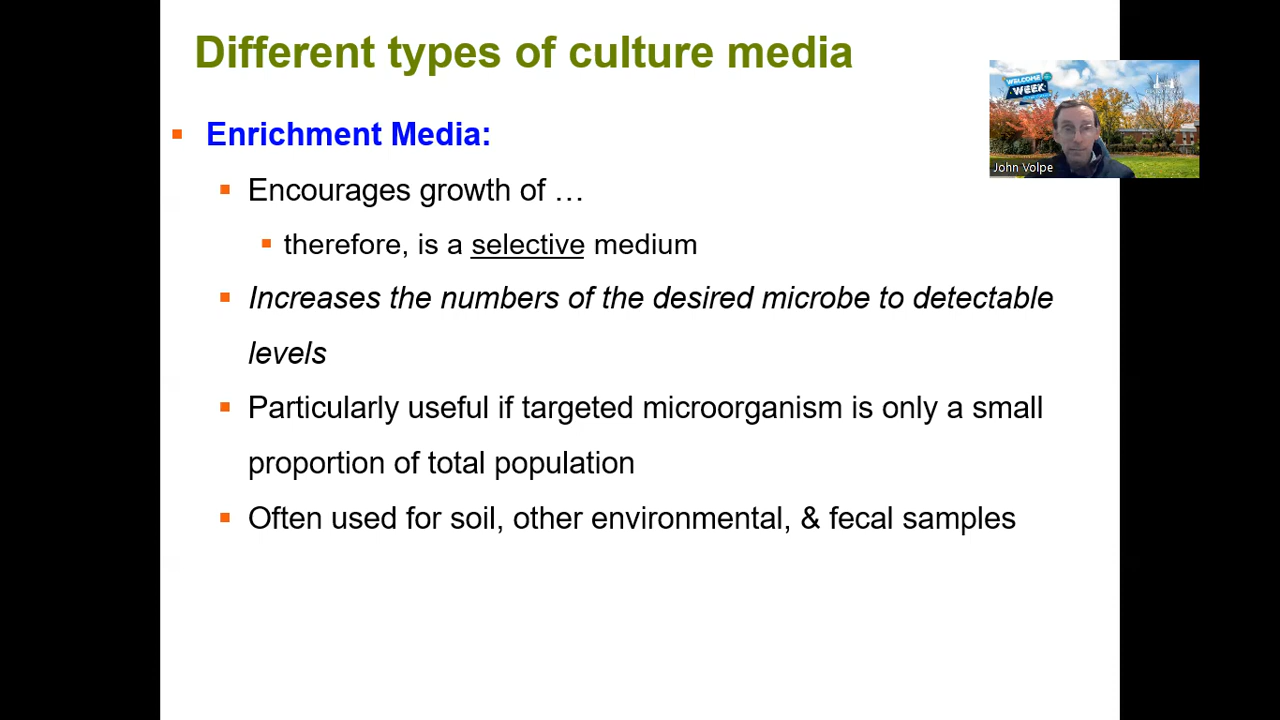 Different types of culture media
WELCOME
WEEK
John Volpe
Enrichment Media:
Encourages growth of …
therefore, is a selective medium
Increases the numbers of the desired microbe to detectable
levels
Particularly useful if targeted microorganism is only a small
proportion of total population
Often used for soil, other environmental, & fecal samples